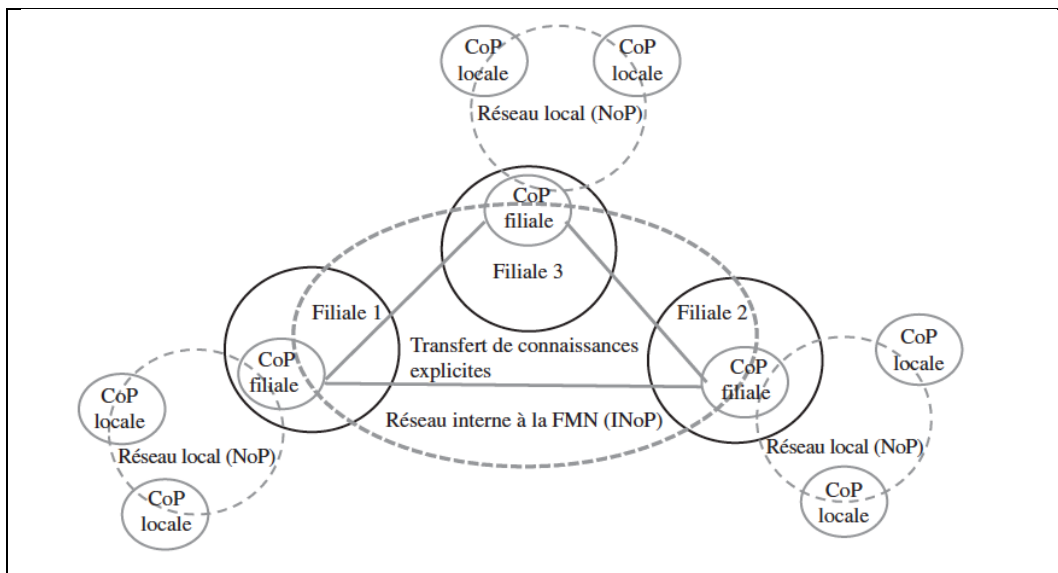 CoP
locale
CoP
locale
Réseau local (NoP)
CoP
filiale
Filiale 3
Filiale 1
Filiale 2
Transfert de connaissances
explicites
CoP
filiale
CoP
filiale
CoP
locale
Réseau interne à la FMN (INoP)
CoP
locale
Réseau local (NoP)
Réseau local (NoP)
CoP
locale
CoP
locale